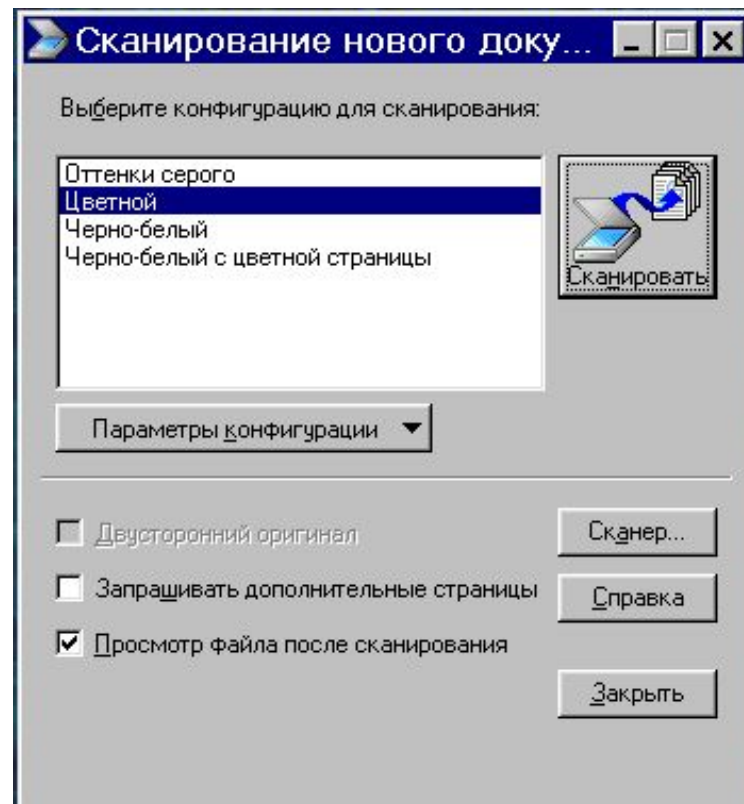 Сканирование нового доку...
Выберите конфигурацию для сканирования:
Оттенки серого
Цветной
Черно-белый
Черно-белый с цветной страницы
Сканировать
Параметры конфигурации
Двусторонний оригинал
Сканер...
Запрашивать дополнительные страницы
Справка
Просмотр файла после сканирования
Закрыть